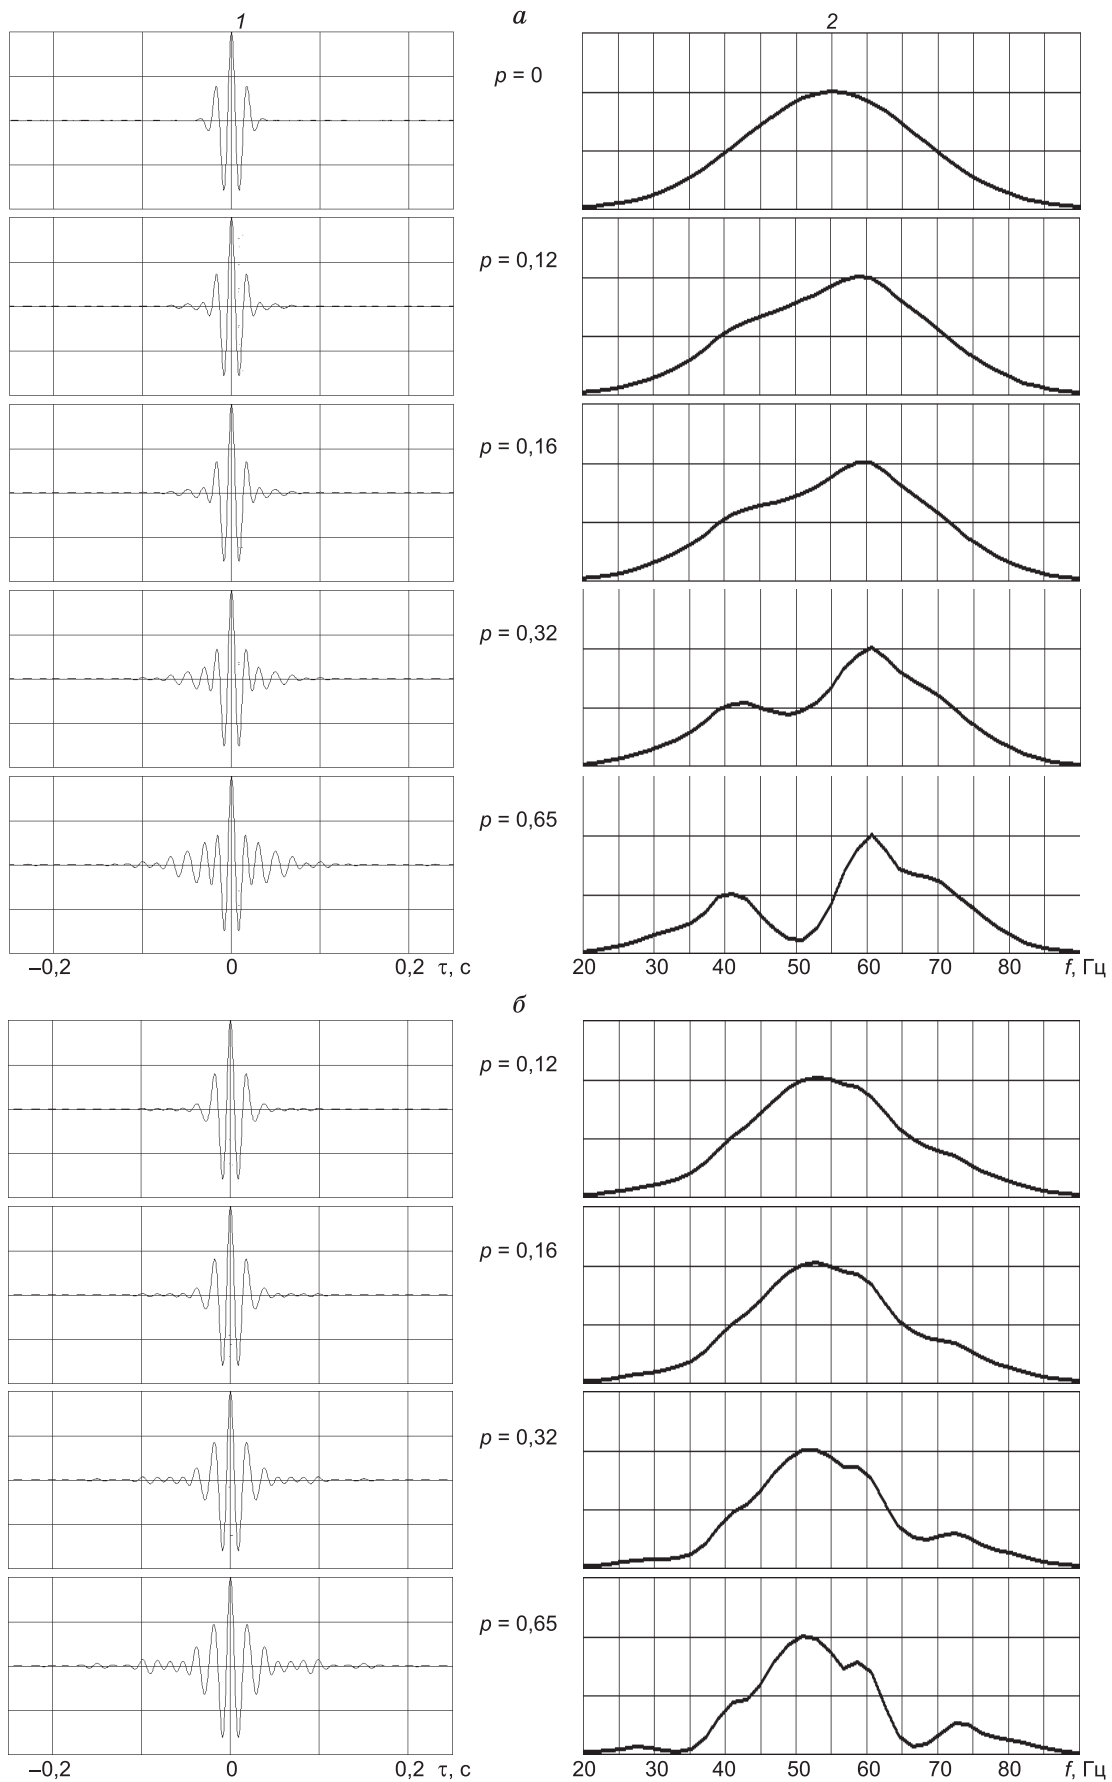 а
1 2
p = 0
p = 0,12
p = 0,16
p = 0,32
p = 0,65
–0,2 0 0,2 τ, с 20 30 40 50 60 70 80 f, Гц
б
p = 0,12
p = 0,16
p = 0,32
p = 0,65
–0,2 0 0,2 τ, с 20 30 40 50 60 70 80 f, Гц